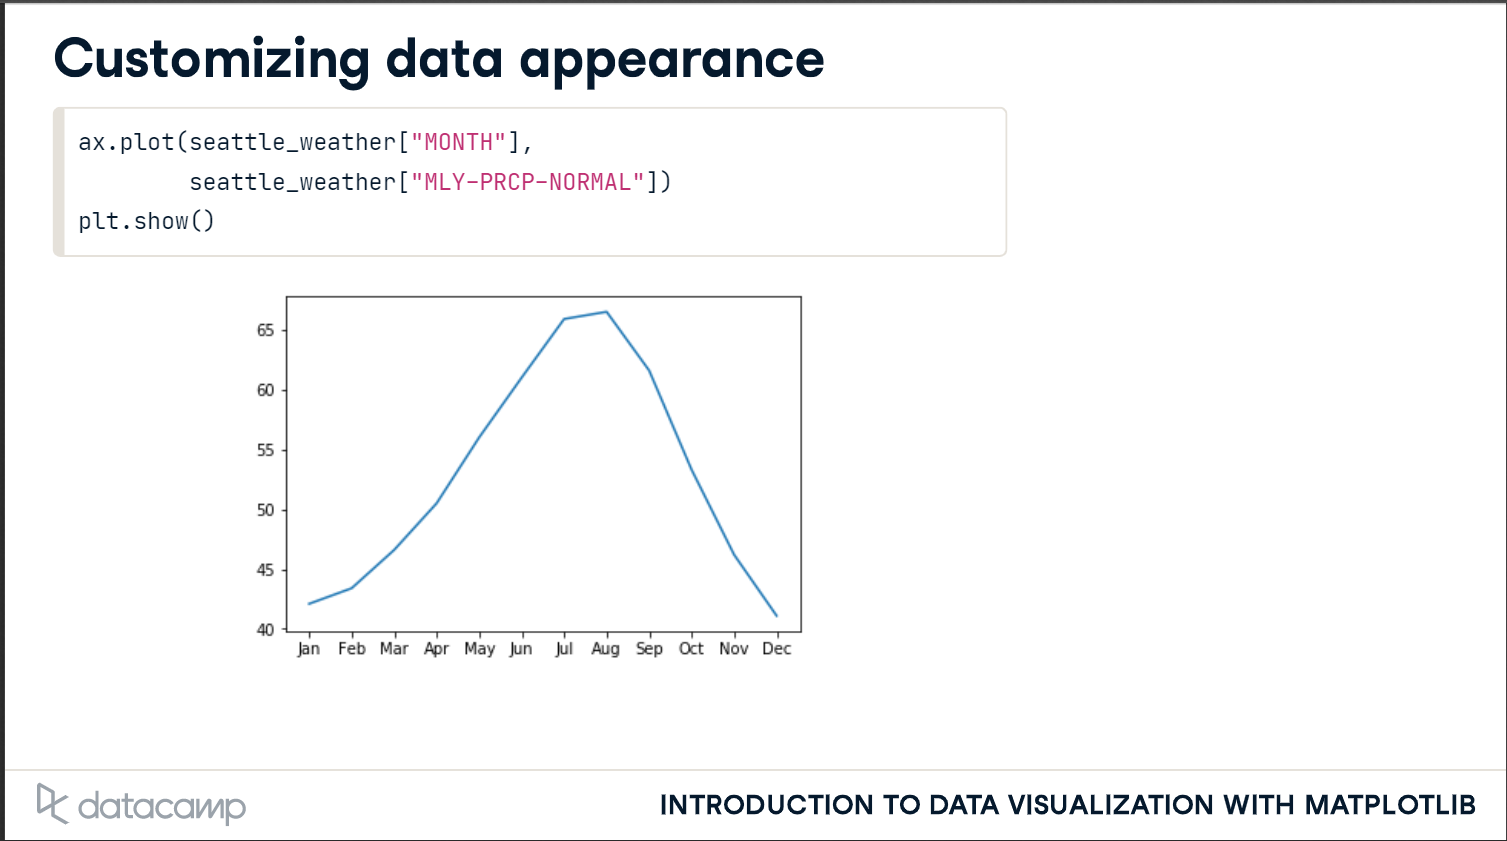 Customizing data appearance
ax.plot(seattle_weather["MONTH"],
seattle_weather["MLY-PRCP-NORMAL"])
plt.show()
65
60
55
50
45
40
Jan Feb Mar Apr May Jun Jul Aug Sep Oct Nov Dec
datacamp
INTRODUCTION TO DATA VISUALIZATION WITH MATPLOTLIB